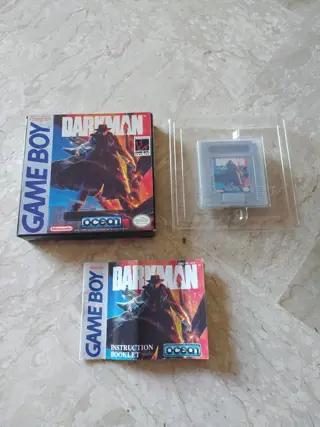 GAME BOY
DARKMAN
Nintendo
ocean
GAME BOY
DARKMAN
INSTRUCTION
BOOKLET
ocean